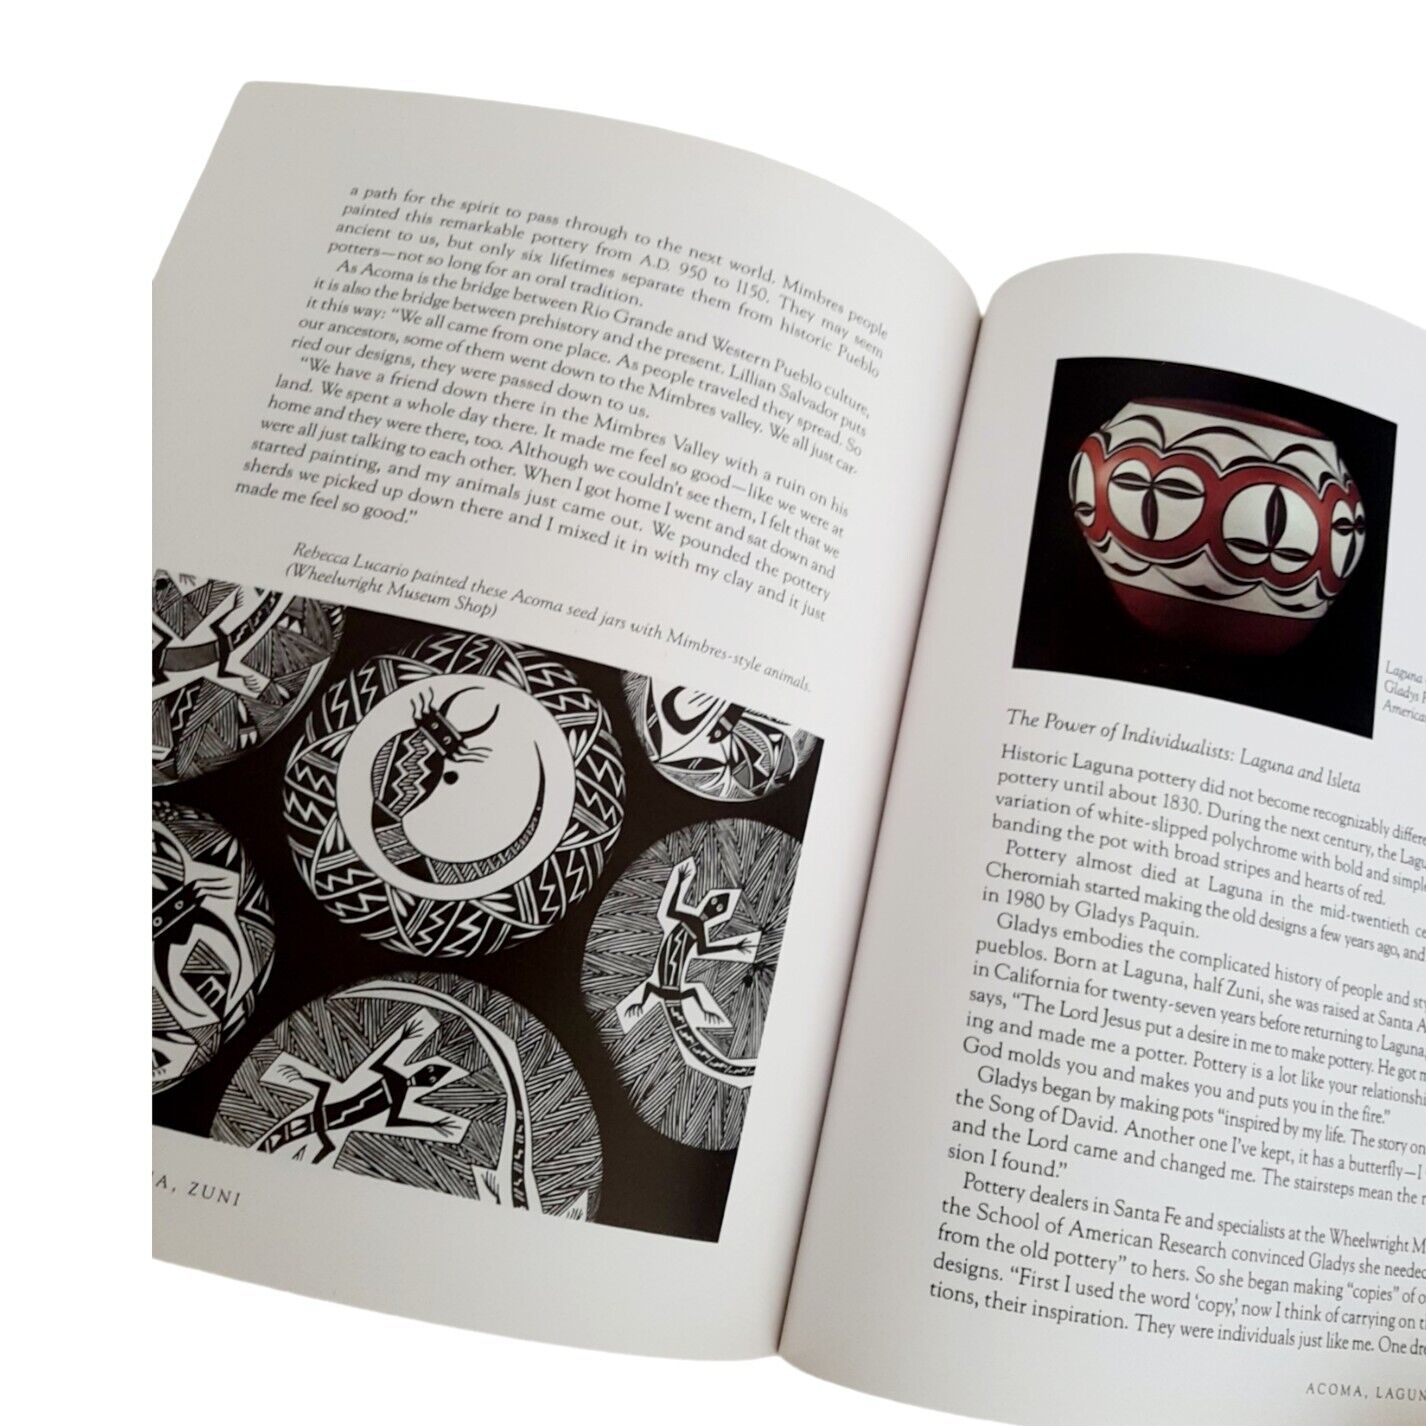 a path for the spirit to pass through to the next world. Mimbres people
painted this remarkable pottery from A.D. 950 to 1150. They may seem
ancient to us, but only six lifetimes separate them from historic Pueblo
potters—not so long for an oral tradition.
As Acoma is the bridge between Rio Grande and Western Pueblo culture,
it is also the bridge between prehistory and the present. Lillian Salvador puts
it this way: "We all came from one place. As people traveled they spread. So
our ancestors, some of them went down to the Mimbres valley. We all just car-
ried our designs, they were passed down to us.
"We have a friend down there in the Mimbres Valley with a ruin on his
land. We spent a whole day there. It made me feel so good—like we were at
home and they were there, too. Although we couldn't see them, I felt that we
were all just talking to each other. When I got home I went and sat down and
started painting, and my animals just came out. We pounded the pottery
sherds we picked up down there and I mixed it in with my clay and it just
made me feel so good."
Rebecca Lucario painted these Acoma seed jars with Mimbres-style animals.
(Wheelwright Museum Shop)
A, ZUNI
Laguna
Gladys
America
The Power of Individualists: Laguna and Isleta
Historic Laguna pottery did not become recognizably differe
pottery until about 1830. During the next century, the Lagu
variation of white-slipped polychrome with bold and simple
banding the pot with broad stripes and hearts of red.
Pottery almost died at Laguna in the mid-twentieth ce
Cheromiah started making the old designs a few years ago, and
in 1980 by Gladys Paquin.
Gladys embodies the complicated history of people and st
pueblos. Born at Laguna, half Zuni, she was raised at Santa A
in California for twenty-seven years before returning to Laguna.
says, "The Lord Jesus put a desire in me to make pottery. He got m
ing and made me a potter. Pottery is a lot like your relationshi
God molds you and makes you and puts you in the fire."
Gladys began by making pots "inspired by my life. The story on
the Song of David. Another one I've kept, it has a butterfly—I
and the Lord came and changed me. The stairsteps mean the
sion I found."
Pottery dealers in Santa Fe and specialists at the Wheelwright M
the School of American Research convinced Gladys she needed
from the old pottery" to hers. So she began making "copies" of o
designs. "First I used the word 'copy,' now I think of carrying on t
tions, their inspiration. They were individuals just like me. One dre
ACOMA, LAGUN